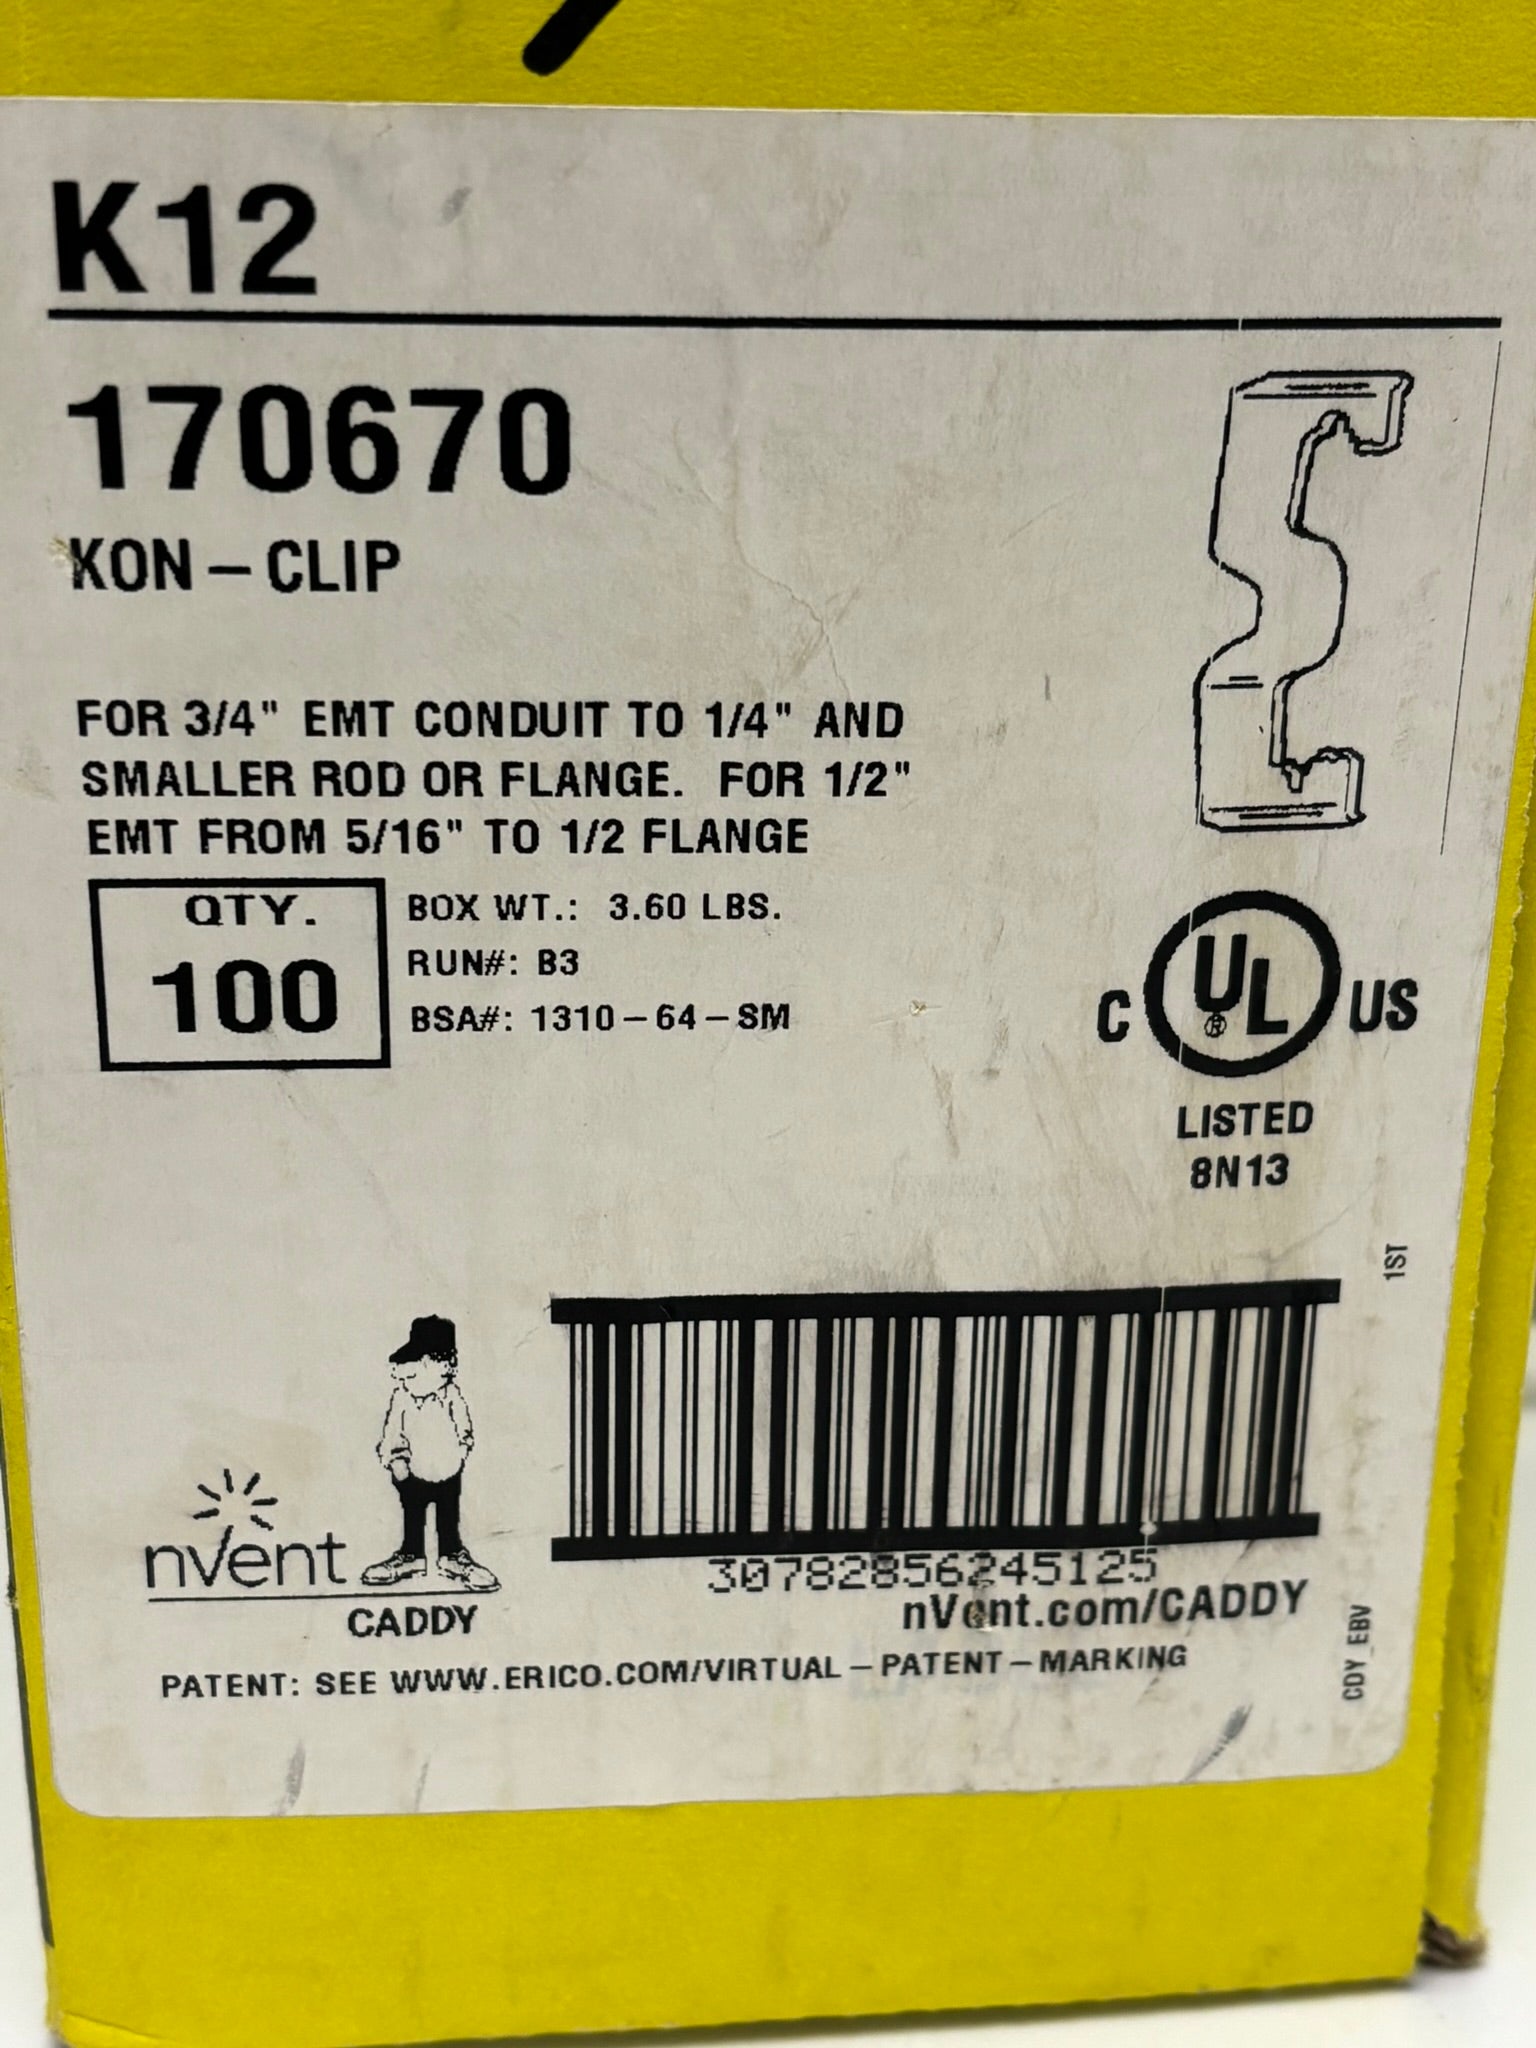 K12
170670
KON-CLIP
FOR 3/4" EMT CONDUIT TO 1/4" AND
SMALLER ROD OR FLANGE. FOR 1/2"
EMT FROM 5/16" TO 1/2 FLANGE
QTY.
100
BOX WT.: 3.60 LBS.
RUN#: B3
BSA#: 1310-64-SM
C UL® US
LISTED
8N13
1ST
30782856245125
nVent
CADDY
nVent.com/CADDY
PATENT: SEE WWW.ERICO.COM/VIRTUAL-PATENT-MARKING
CDY_EBV